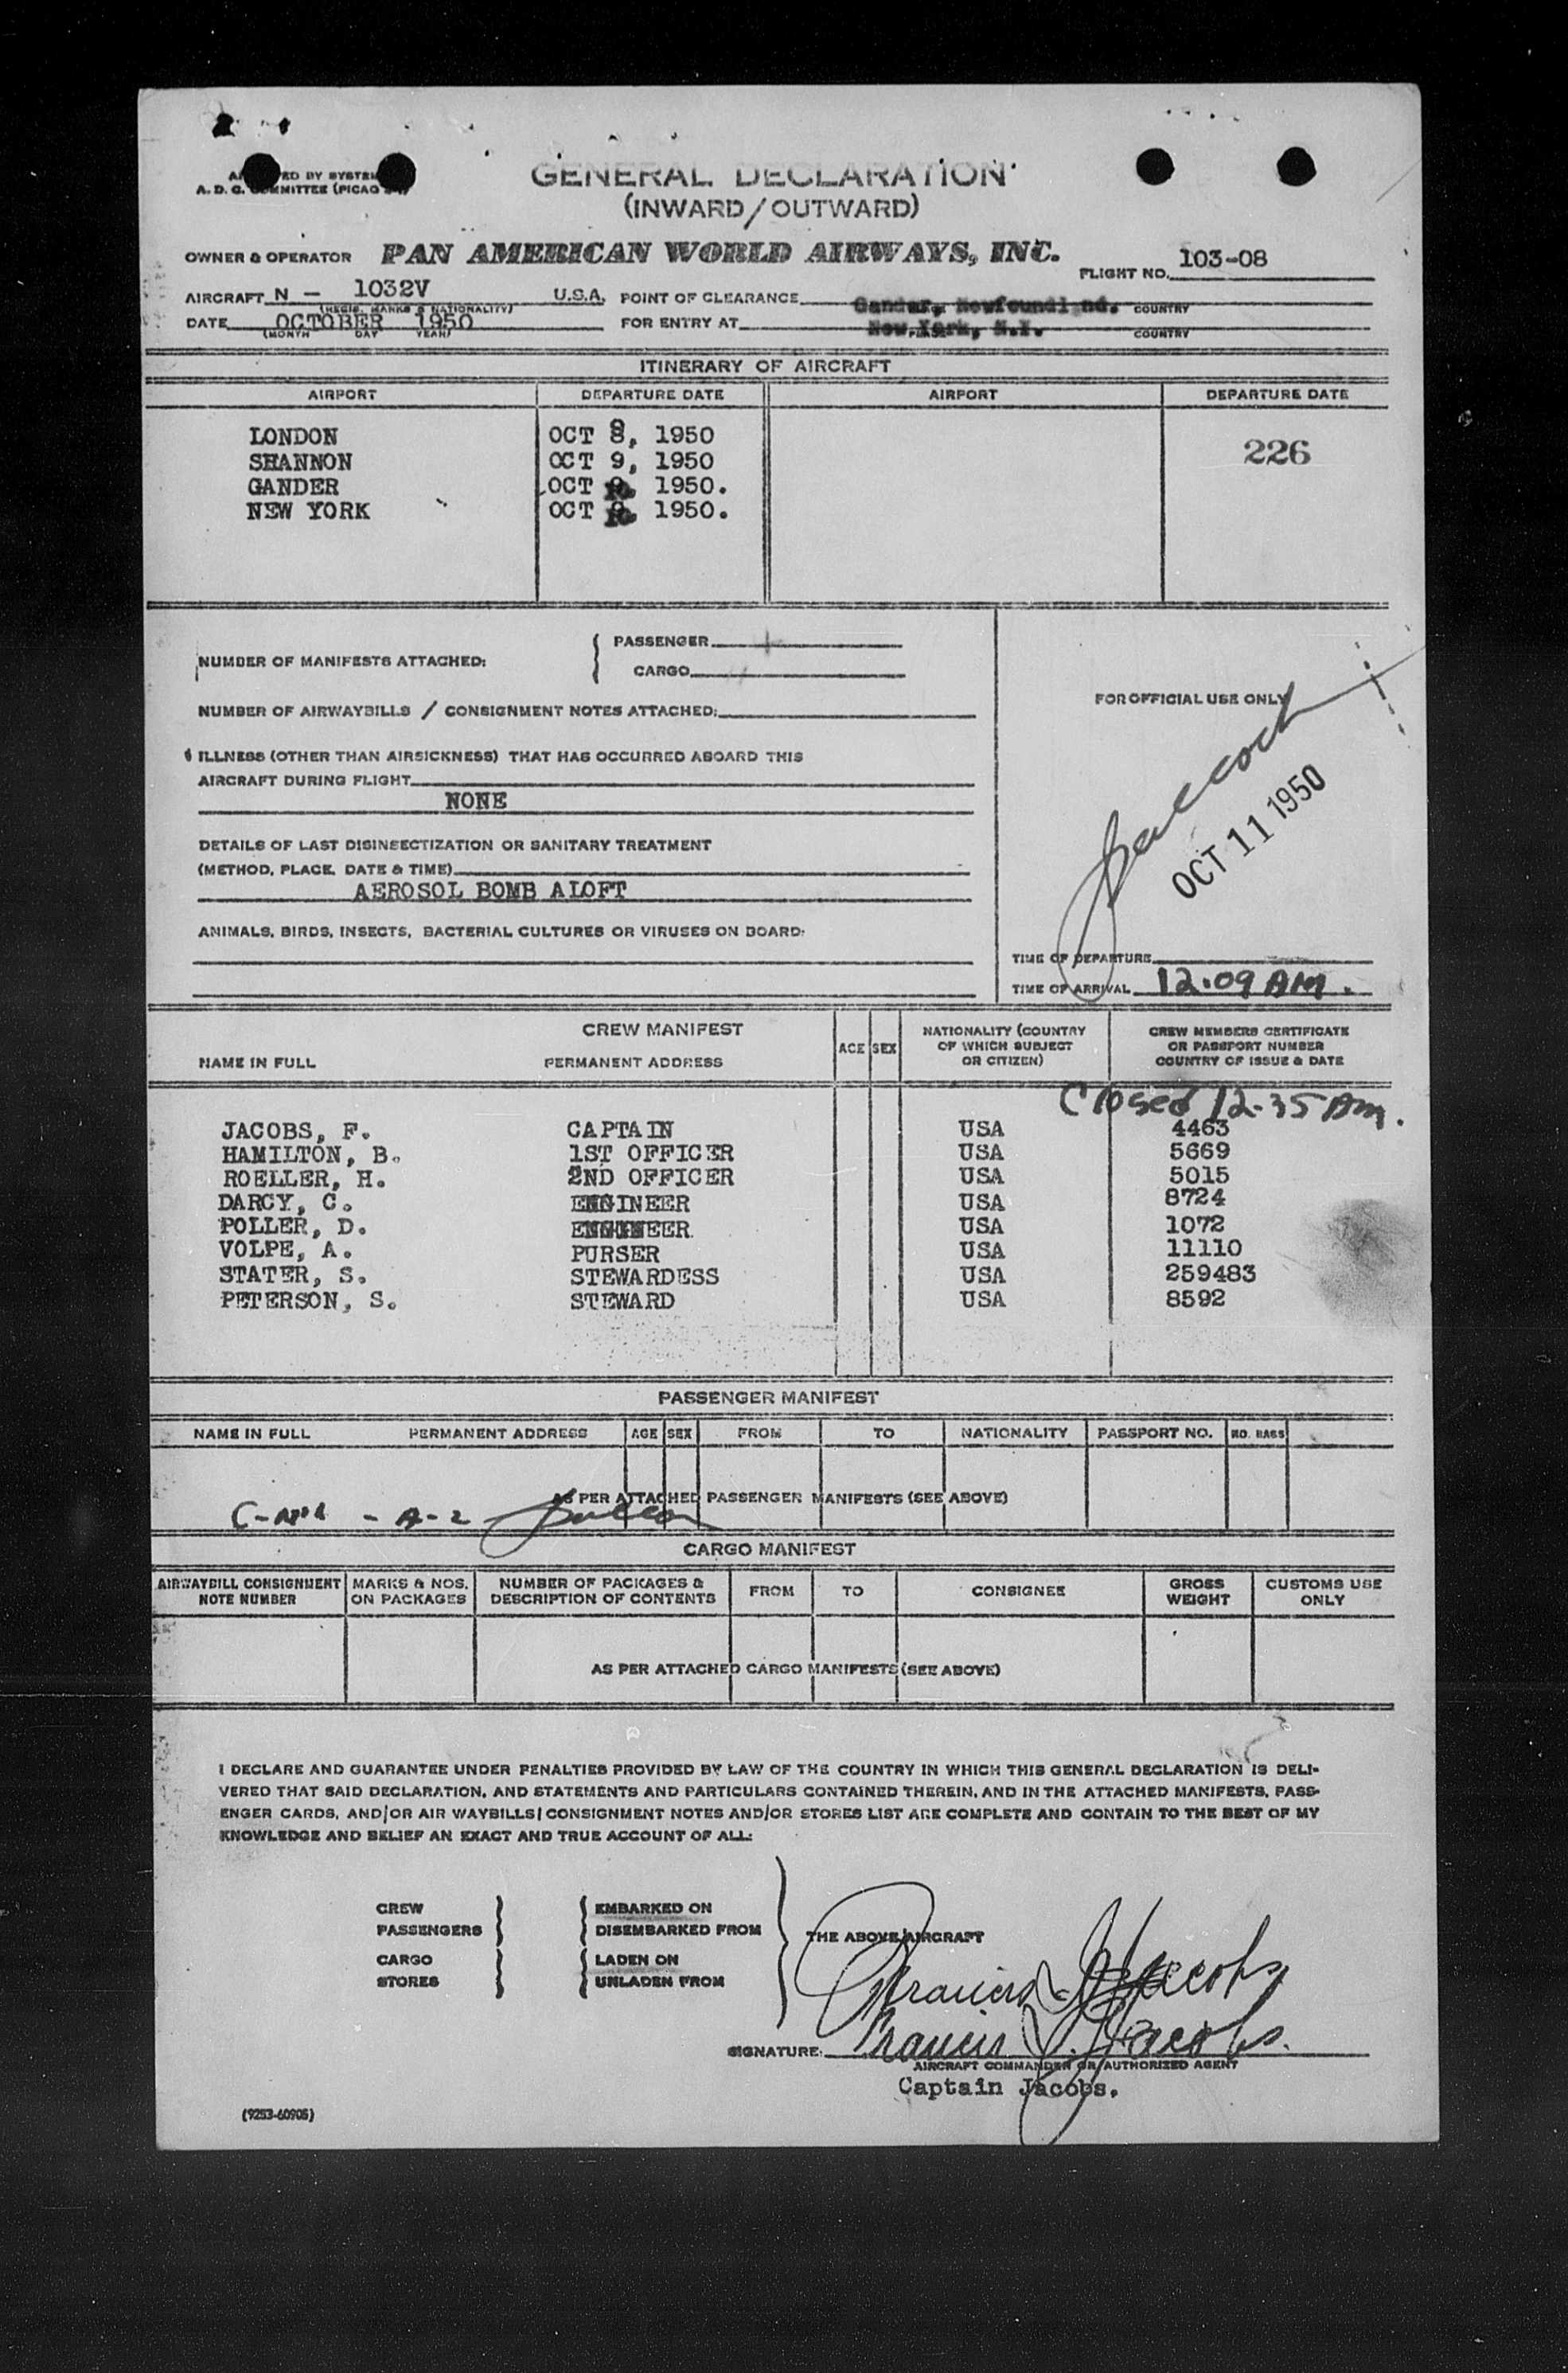 GENERAL DECLARATION
(INWARD/OUTWARD)
OWNER & OPERATOR PAN AMERICAN WORLD AIRWAYS, INC. FLIGHT NO. 103-08
AIRCRAFT N - 1032V U.S.A. POINT OF CLEARANCE Gander, Newfoundland. COUNTRY
(REGIS. MARKS & NATIONALITY)
DATE OCTOBER 1950 FOR ENTRY AT New York, N.Y. COUNTRY
(MONTH DAY YEAR)
ITINERARY OF AIRCRAFT
AIRPORT DEPARTURE DATE AIRPORT DEPARTURE DATE
LONDON OCT 8, 1950 226
SHANNON OCT 9, 1950
GANDER OCT 1950.
NEW YORK OCT 1950.
NUMBER OF MANIFESTS ATTACHED: PASSENGER
CARGO
FOR OFFICIAL USE ONLY
NUMBER OF AIRWAYBILLS / CONSIGNMENT NOTES ATTACHED:
ILLNESS (OTHER THAN AIRSICKNESS) THAT HAS OCCURRED ABOARD THIS
AIRCRAFT DURING FLIGHT
NONE
OCT 11 1950
DETAILS OF LAST DISINSECTIZATION OR SANITARY TREATMENT
(METHOD, PLACE, DATE & TIME)
AEROSOL BOMB ALOFT
ANIMALS, BIRDS, INSECTS, BACTERIAL CULTURES OR VIRUSES ON BOARD:
TIME OF DEPARTURE
TIME OF ARRIVAL 12.09 AM.
CREW MANIFEST
NAME IN FULL PERMANENT ADDRESS AGE SEX NATIONALITY (COUNTRY OF WHICH SUBJECT OR CITIZEN) CREW MEMBERS CERTIFICATE OR PASSPORT NUMBER COUNTRY OF ISSUE & DATE
Closed 12-35 Am.
JACOBS, F. CAPTAIN USA 4463
HAMILTON, B. 1ST OFFICER USA 5669
ROELLER, H. 2ND OFFICER USA 5015
DARCY, C. ENGINEER USA 8724
POLLER, D. ENGINEER USA 1072
VOLPE, A. PURSER USA 11110
STATER, S. STEWARDESS USA 259483
PETERSON, S. STEWARD USA 8592
PASSENGER MANIFEST
NAME IN FULL PERMANENT ADDRESS AGE SEX FROM TO NATIONALITY PASSPORT NO. NO. BAGS
AS PER ATTACHED PASSENGER MANIFESTS (SEE ABOVE)
- A-2
CARGO MANIFEST
AIRWAYBILL CONSIGNMENT NOTE NUMBER MARKS & NOS. ON PACKAGES NUMBER OF PACKAGES & DESCRIPTION OF CONTENTS FROM TO CONSIGNEE GROSS WEIGHT CUSTOMS USE ONLY
AS PER ATTACHED CARGO MANIFESTS (SEE ABOVE)
I DECLARE AND GUARANTEE UNDER PENALTIES PROVIDED BY LAW OF THE COUNTRY IN WHICH THIS GENERAL DECLARATION IS DELI-
VERED THAT SAID DECLARATION, AND STATEMENTS AND PARTICULARS CONTAINED THEREIN, AND IN THE ATTACHED MANIFESTS, PASS-
ENGER CARDS, AND/OR AIR WAYBILLS/CONSIGNMENT NOTES AND/OR STORES LIST ARE COMPLETE AND CONTAIN TO THE BEST OF MY
KNOWLEDGE AND BELIEF AN EXACT AND TRUE ACCOUNT OF ALL:
CREW EMBARKED ON
PASSENGERS DISEMBARKED FROM THE ABOVE AIRCRAFT
CARGO LADEN ON
STORES UNLADEN FROM
Francis J. Jacobs
SIGNATURE: Francis J. Jacobs.
AIRCRAFT COMMANDER OR AUTHORIZED AGENT
Captain Jacobs.
(9253-60905)